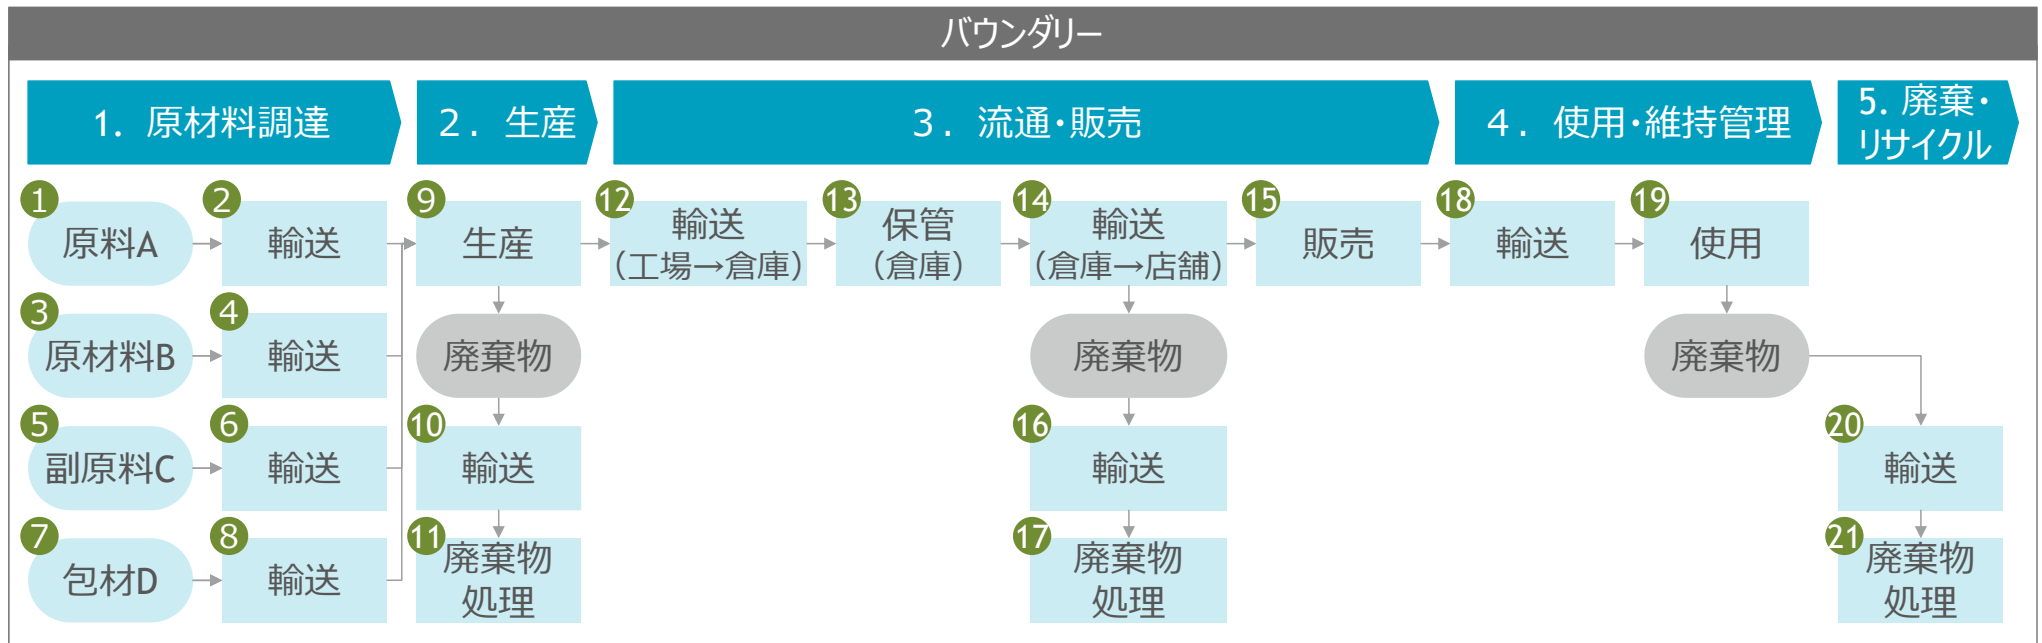 バウンダリー
1. 原材料調達
２. 生産
３. 流通・販売
４. 使用・維持管理
5. 廃棄・
リサイクル
1
原料A
2
輸送
3
原材料B
4
輸送
5
副原料C
6
輸送
7
包材D
8
輸送
9
生産
廃棄物
10
輸送
11
廃棄物
処理
12
輸送
（工場→倉庫）
13
保管
（倉庫）
14
輸送
（倉庫→店舗）
廃棄物
15
販売
16
輸送
17
廃棄物
処理
18
輸送
19
使用
廃棄物
20
輸送
21
廃棄物
処理